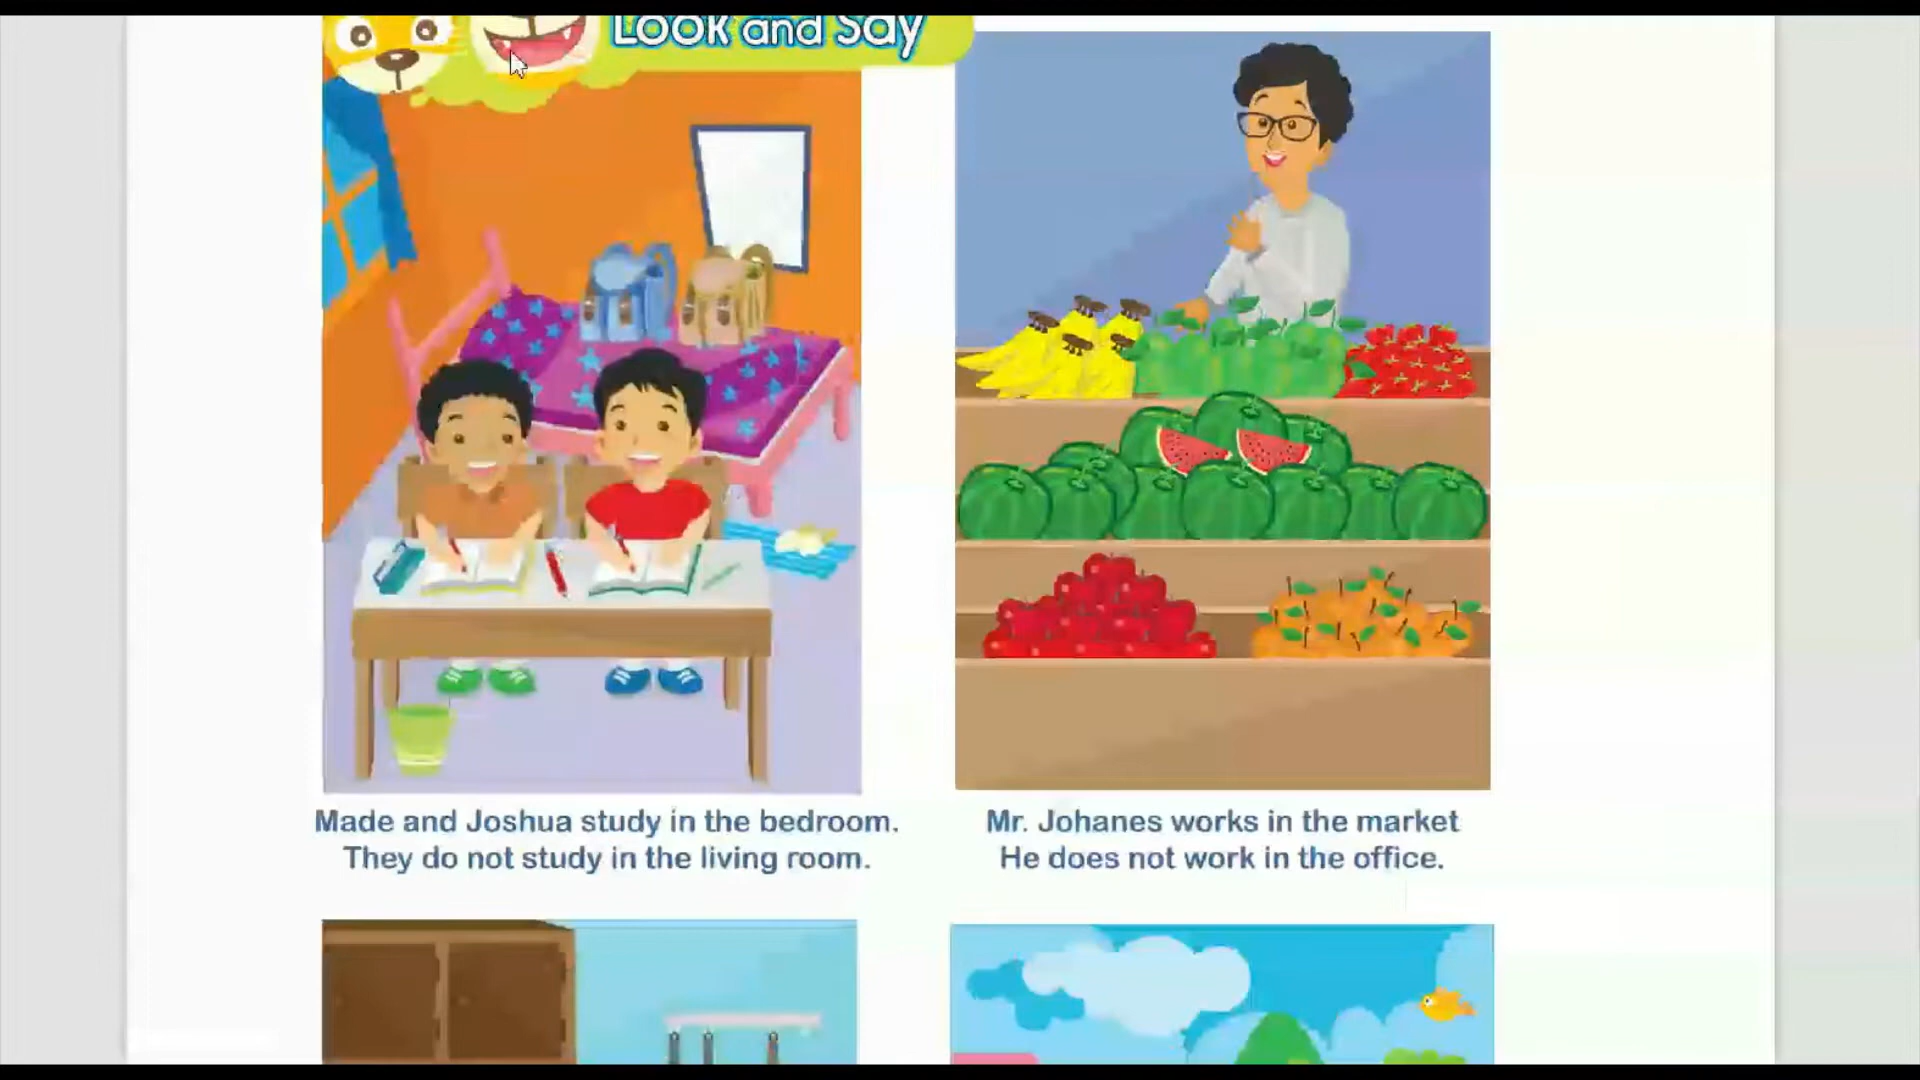 Look and Say
Made and Joshua study in the bedroom.
They do not study in the living room.
Mr. Johanes works in the market
He does not work in the office.